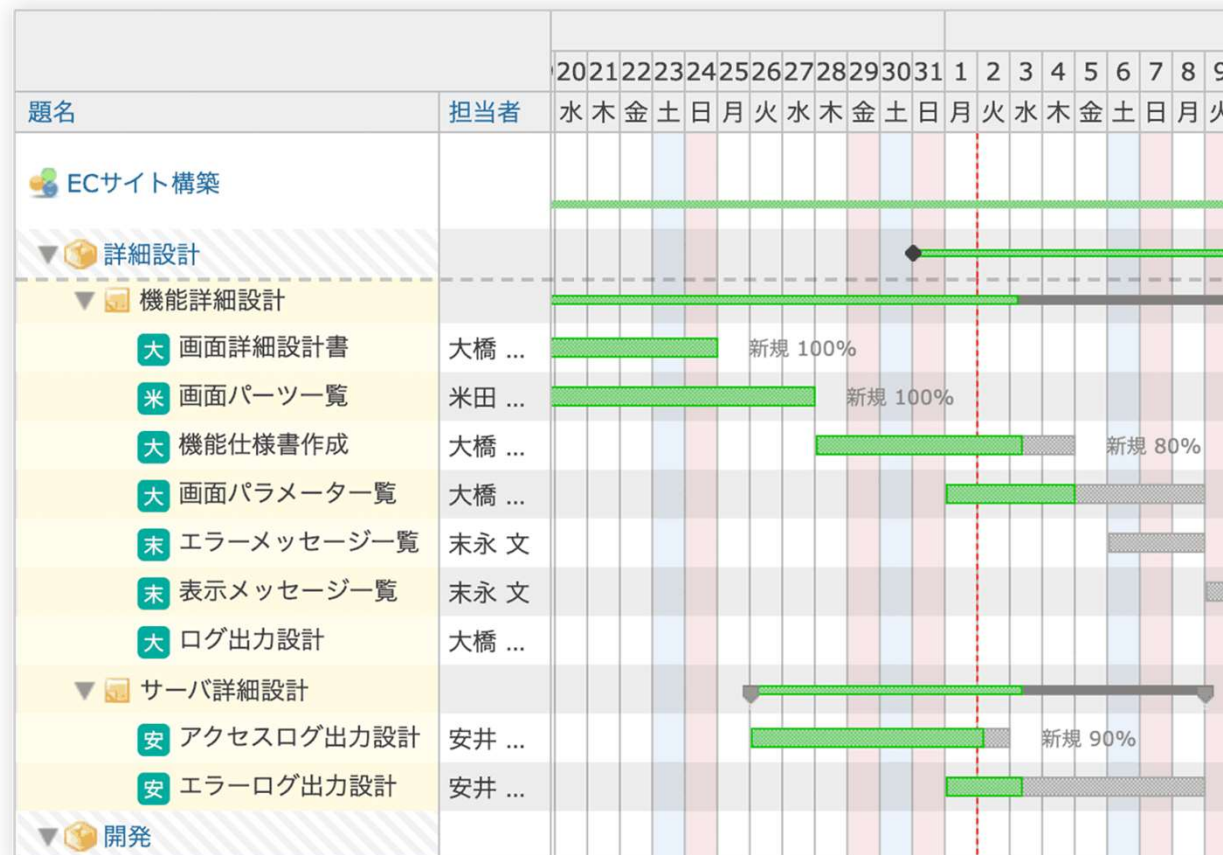 20 21 22 23 24 25 26 27 28 29 30 31 1 2 3 4 5 6 7 8 9
題名 担当者 水 木 金 土 日 月 火 水 木 金 土 日 月 火 水 木 金 土 日 月 火
ECサイト構築
詳細設計
機能詳細設計
大 画面詳細設計書 大橋 ... 新規 100%
米 画面パーツ一覧 米田 ... 新規 100%
大 機能仕様書作成 大橋 ... 新規 80%
大 画面パラメータ一覧 大橋 ...
末 エラーメッセージ一覧 末永 文
末 表示メッセージ一覧 末永 文
大 ログ出力設計 大橋 ...
サーバ詳細設計
安 アクセスログ出力設計 安井 ... 新規 90%
安 エラーログ出力設計 安井 ...
開発